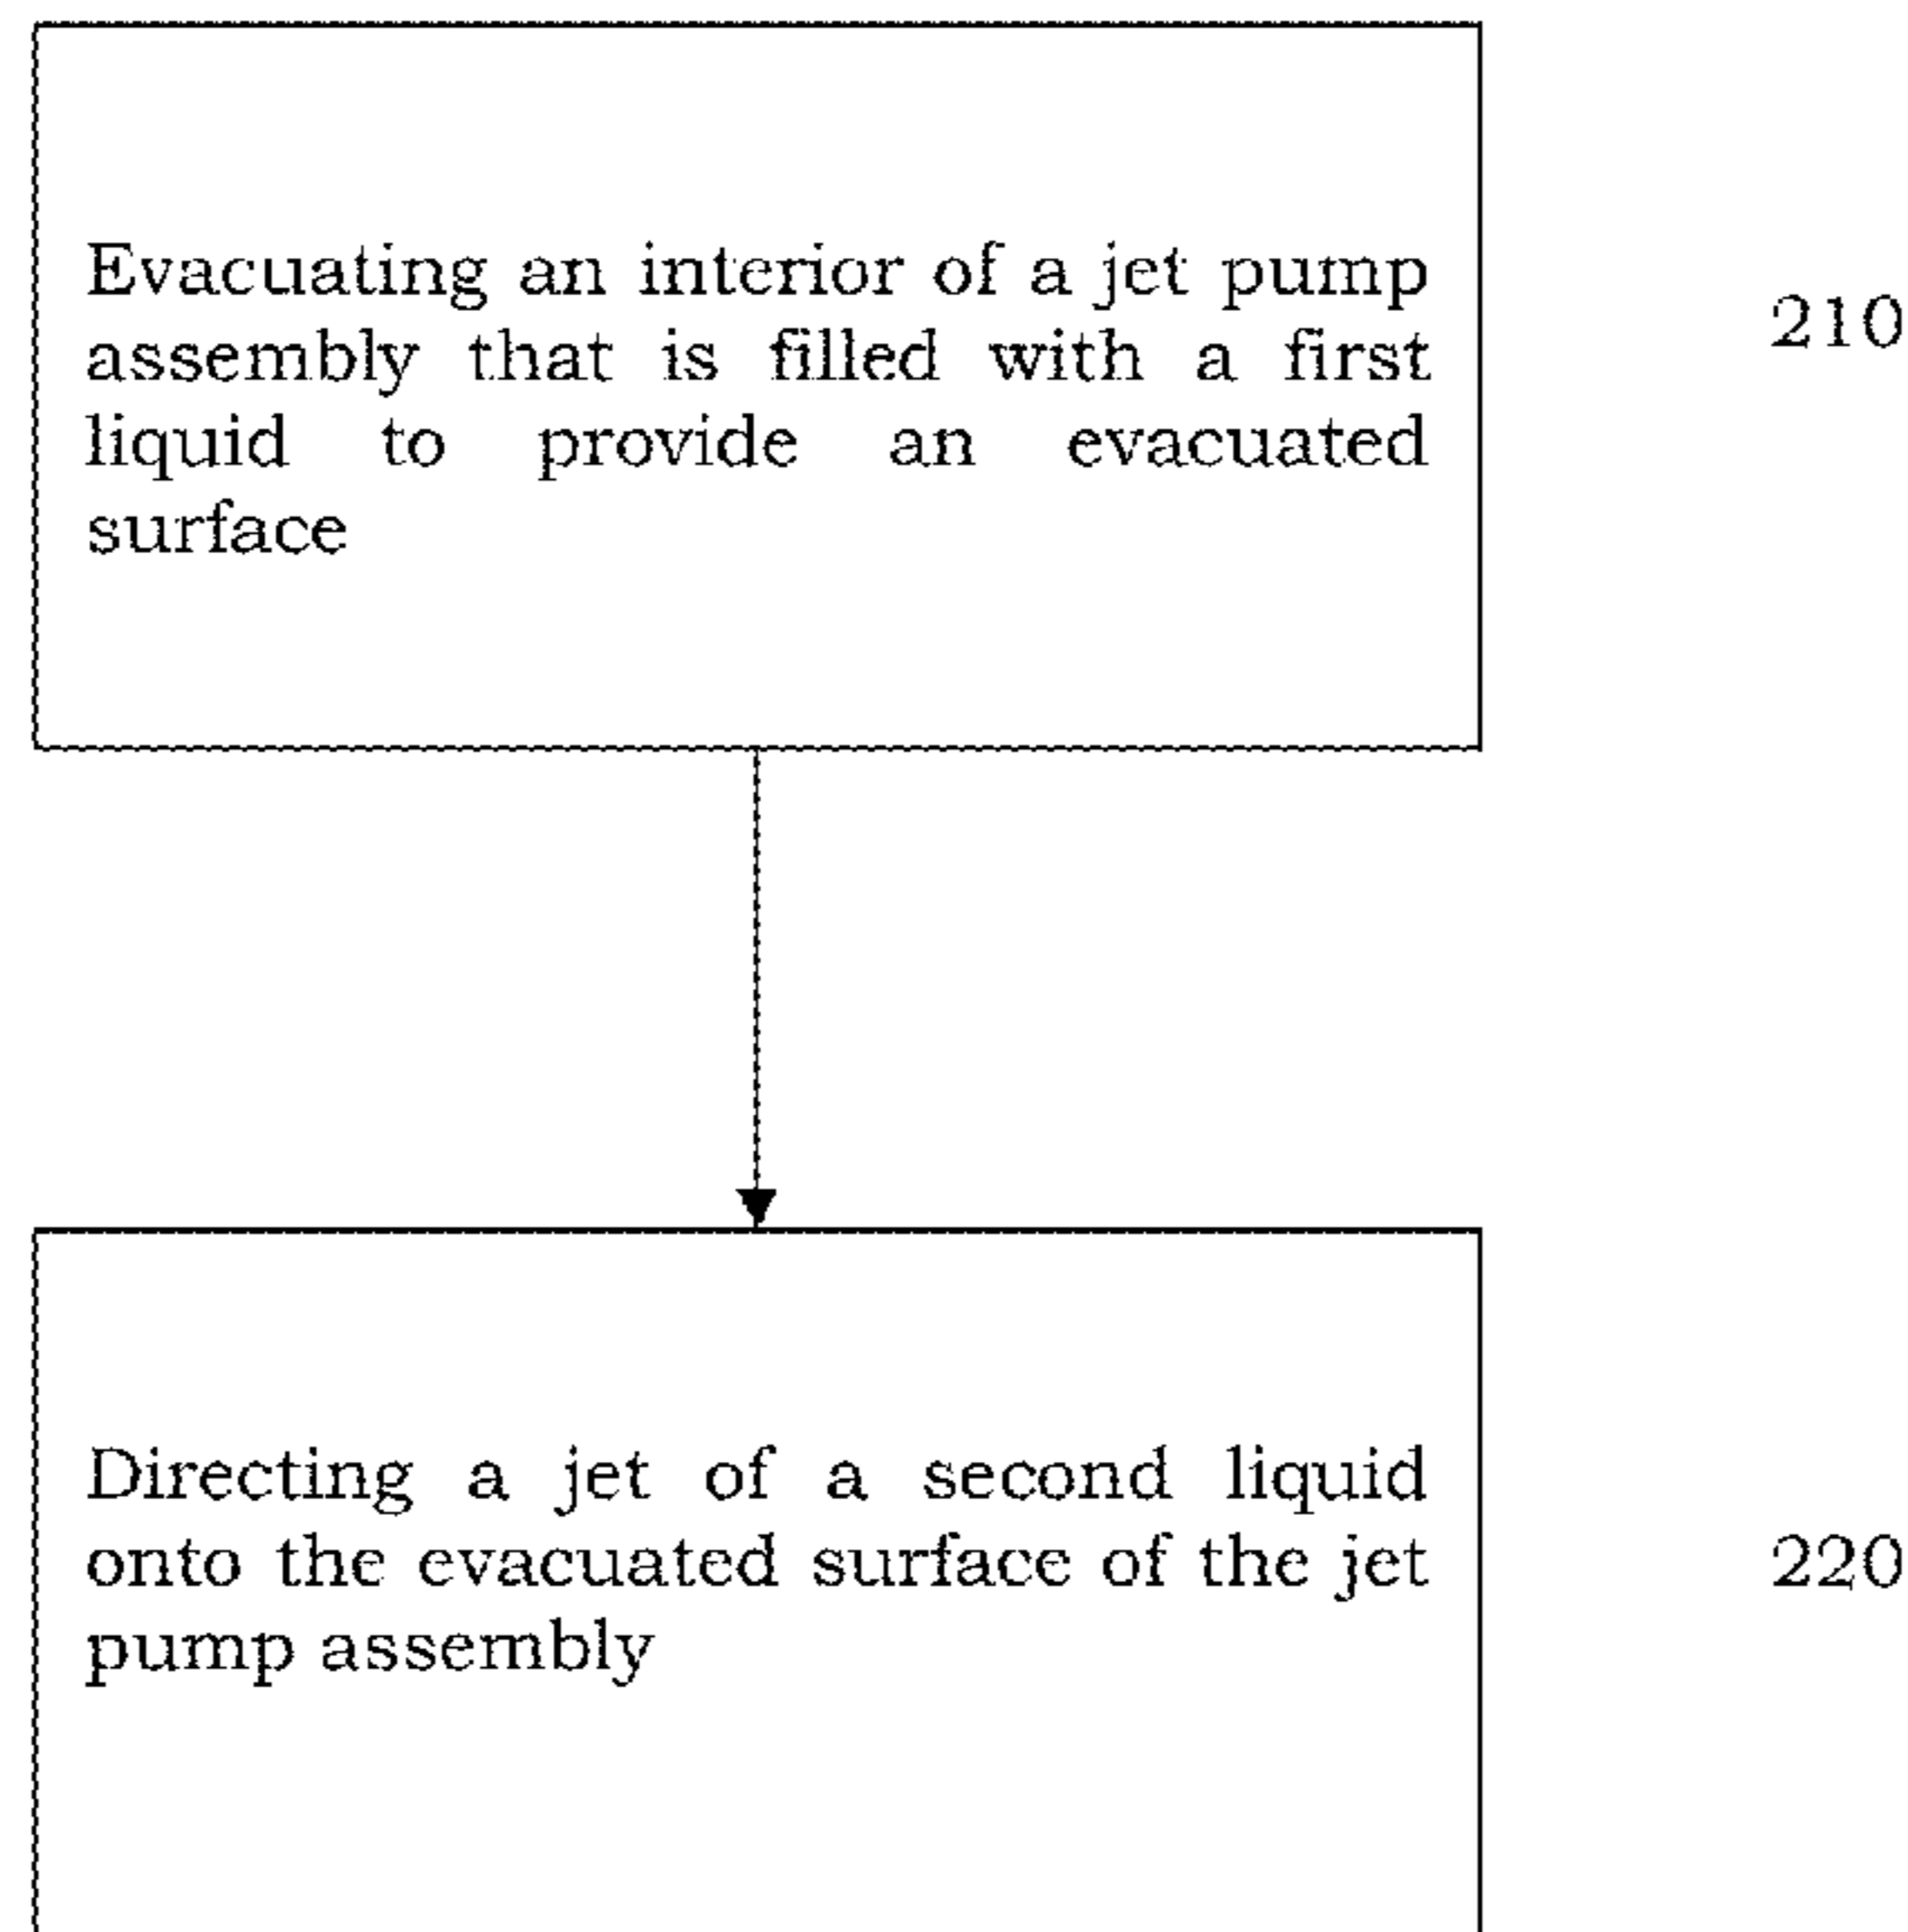 Evacuating an interior of a jet pump
assembly that is filled with a first
liquid to provide an evacuated
surface
210
Directing a jet of a second liquid
onto the evacuated surface of the jet
pump assembly
220